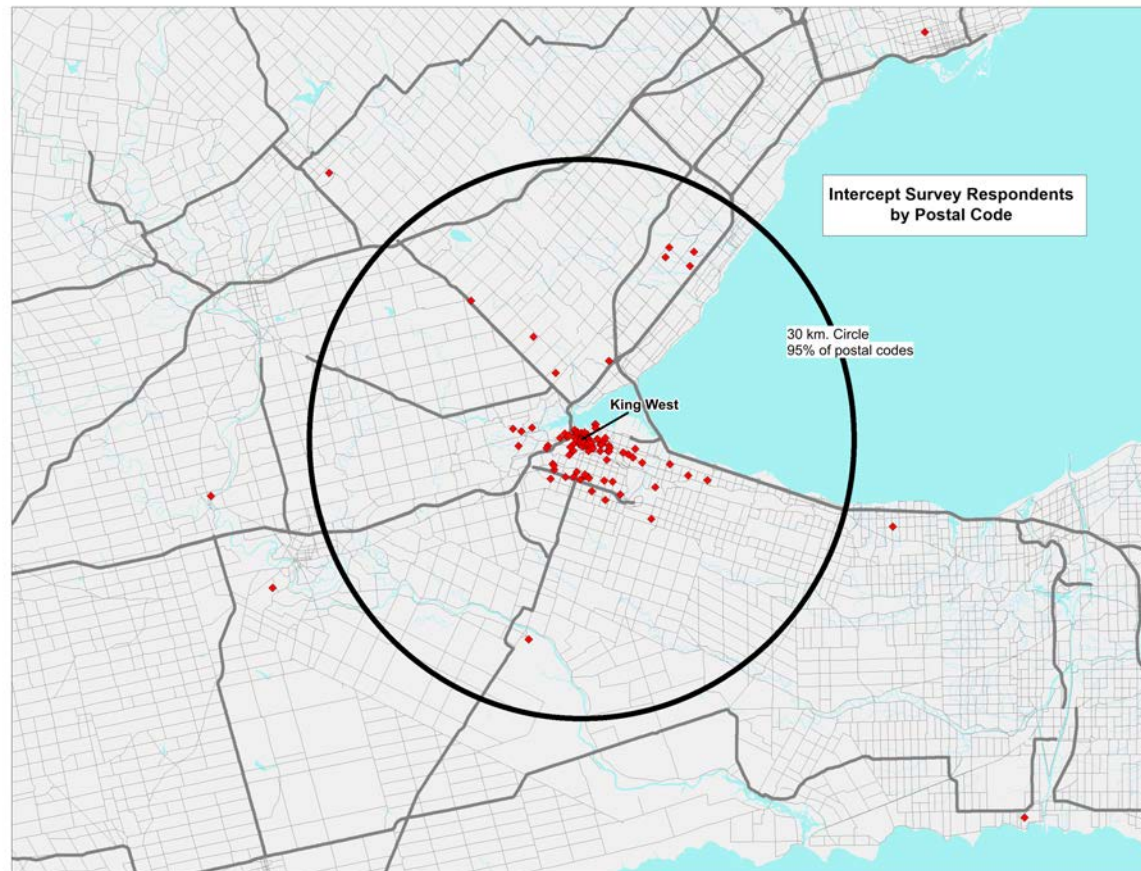 Intercept Survey Respondents
by Postal Code
30 km. Circle
95% of postal codes
King West